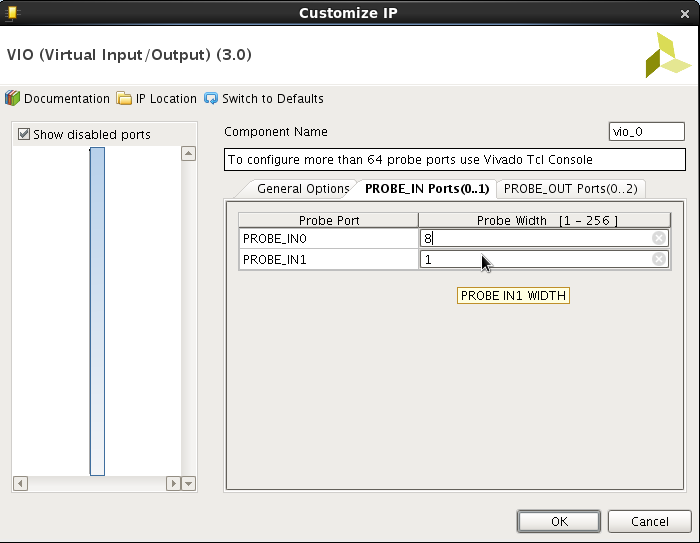 Customize IP
VIO (Virtual Input/Output) (3.0)
Documentation IP Location Switch to Defaults
Show disabled ports
Component Name vio_0
To configure more than 64 probe ports use Vivado Tcl Console
General Options PROBE_IN Ports(0..1) PROBE_OUT Ports(0..2)
Probe Port Probe Width [1 - 256 ]
PROBE_IN0 8
PROBE_IN1 1
PROBE IN1 WIDTH
OK Cancel